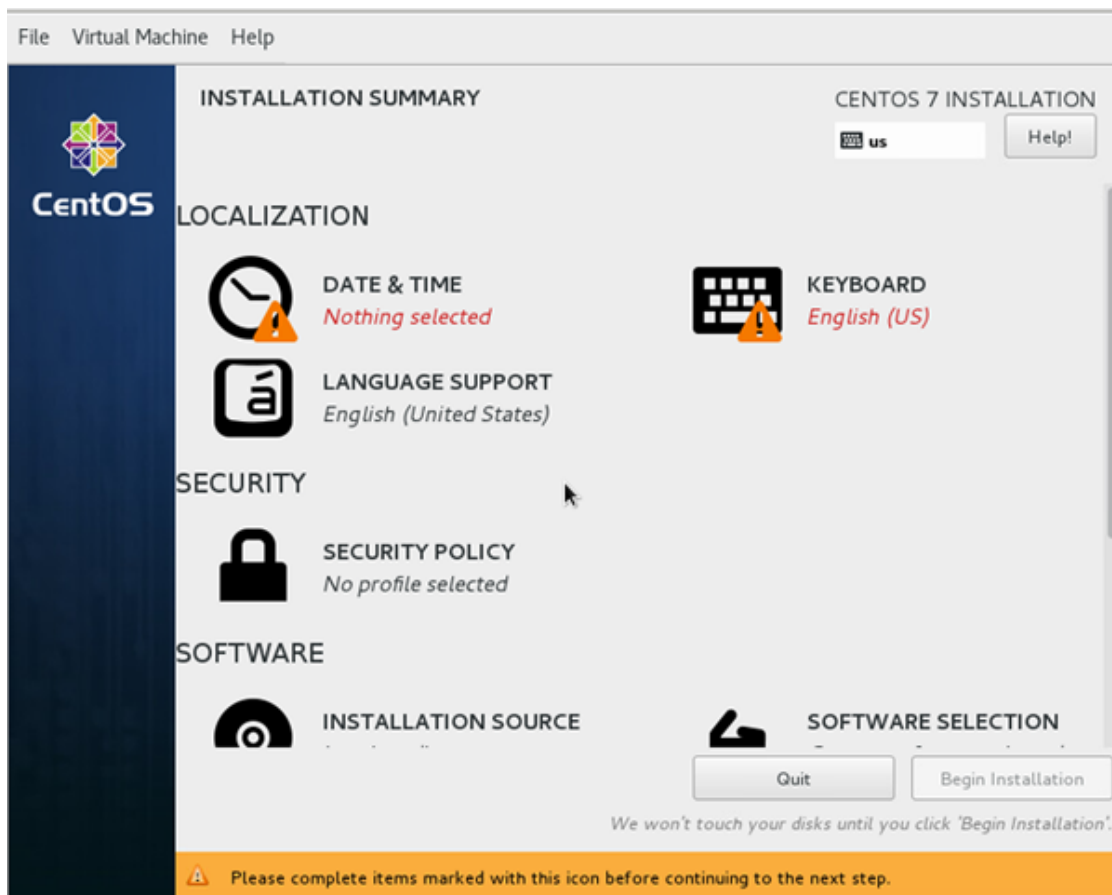 File Virtual Machine Help
INSTALLATION SUMMARY
CENTOS 7 INSTALLATION
us
Help!
CentOS
LOCALIZATION
DATE & TIME
Nothing selected
KEYBOARD
English (US)
á
LANGUAGE SUPPORT
English (United States)
SECURITY
SECURITY POLICY
No profile selected
SOFTWARE
INSTALLATION SOURCE
SOFTWARE SELECTION
Quit
Begin Installation
We won't touch your disks until you click 'Begin Installation'.
Please complete items marked with this icon before continuing to the next step.